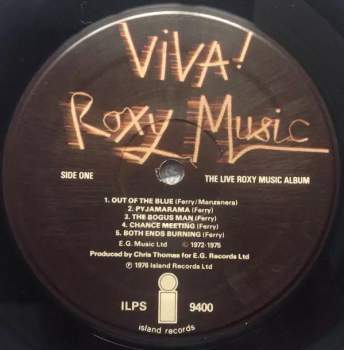 ViVA!
Roxy Music
SIDE ONE
THE LIVE ROXY MUSIC ALBUM
1. OUT OF THE BLUE (Ferry/Manzanera)
2. PYJAMARAMA (Ferry)
3. THE BOGUS MAN (Ferry)
4. CHANCE MEETING (Ferry)
5. BOTH ENDS BURNING (Ferry)
E.G. Music Ltd © 1972-1975
Produced by Chris Thomas for E.G. Records Ltd
℗ 1976 Island Records Ltd
ILPS i 9400
island records